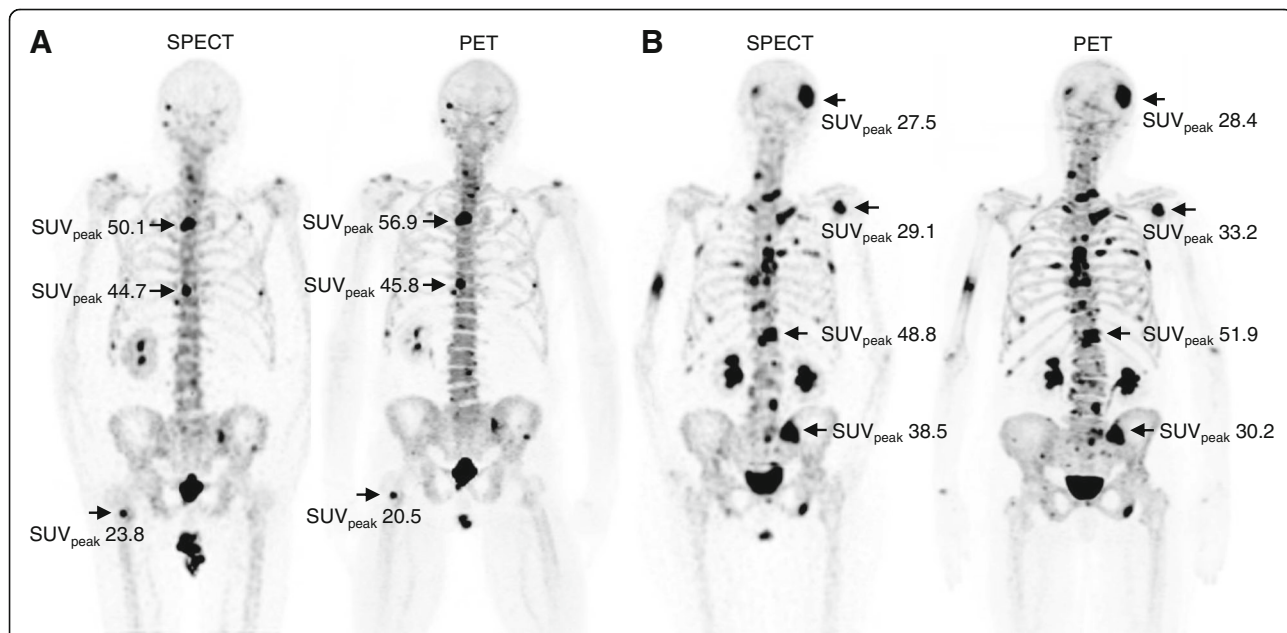 A
SPECT
PET
SUVpeak 50.1
SUVpeak 56.9
SUVpeak 44.7
SUVpeak 45.8
SUVpeak 23.8
SUVpeak 20.5
B
SPECT
PET
SUVpeak 27.5
SUVpeak 28.4
SUVpeak 29.1
SUVpeak 33.2
SUVpeak 48.8
SUVpeak 51.9
SUVpeak 38.5
SUVpeak 30.2